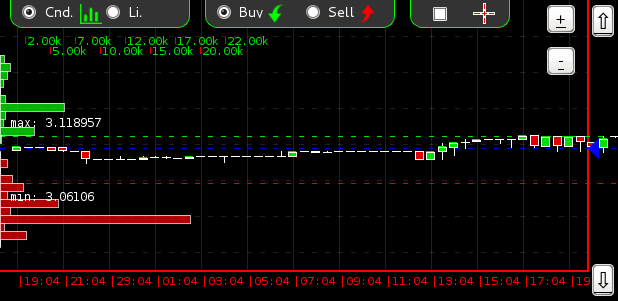 Cnd. Li. Buy Sell
2.00k 7.00k 12.00k 17.00k 22.00k
5.00k 10.00k 15.00k 20.00k
+
-
max: 3.118957
min: 3.06106
19:04 21:04 23:04 01:04 03:04 05:04 07:04 09:04 11:04 13:04 15:04 17:04 19